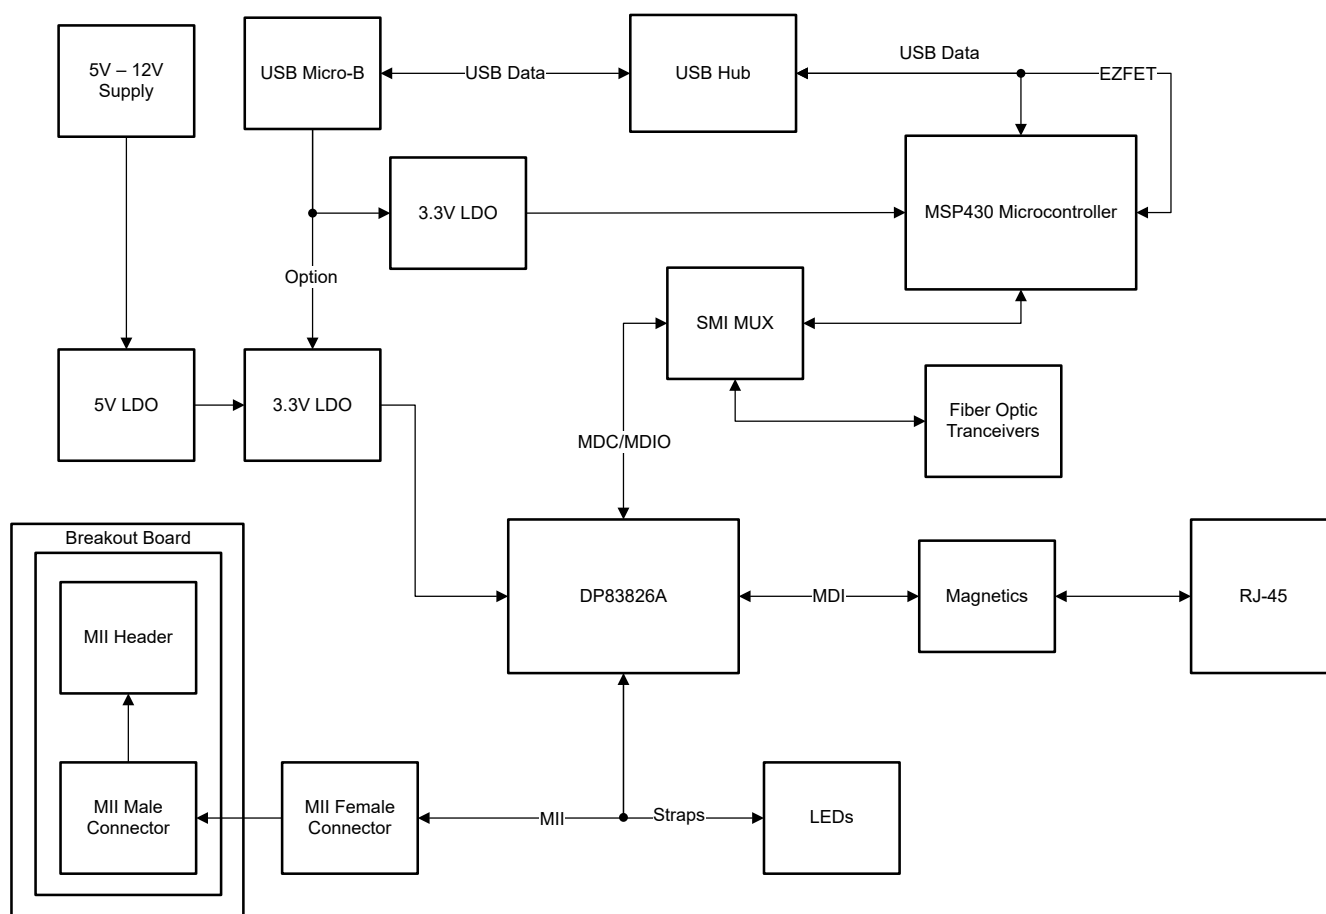 5V – 12V
Supply
USB Micro-B
USB Data
USB Hub
USB Data
EZFET
3.3V LDO
MSP430 Microcontroller
Option
SMI MUX
5V LDO
3.3V LDO
Fiber Optic
Tranceivers
MDC/MDIO
Breakout Board
MII Header
DP83826A
MDI
Magnetics
RJ-45
MII Male
Connector
MII Female
Connector
MII
Straps
LEDs